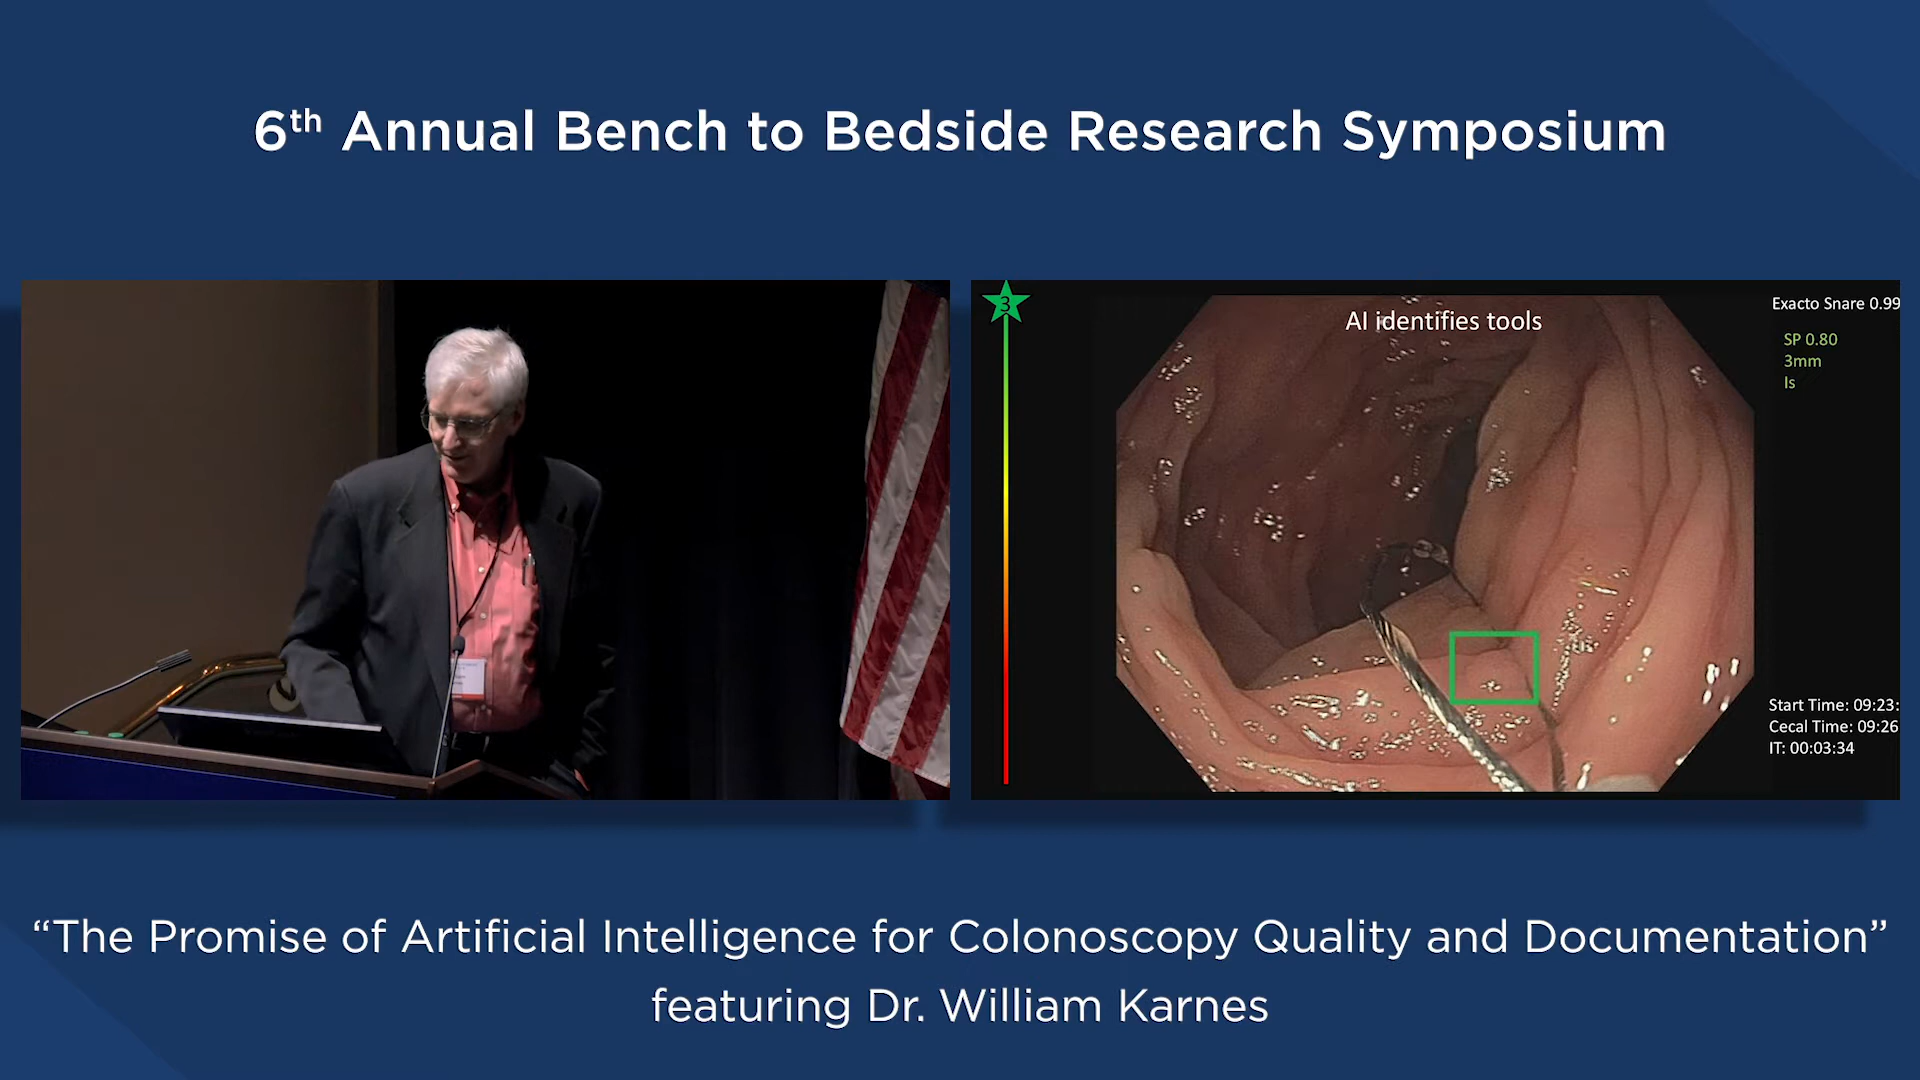 6th Annual Bench to Bedside Research Symposium
3
AI identifies tools
Exacto Snare 0.99
SP 0.80
3mm
Is
Start Time: 09:23:
Cecal Time: 09:26
IT: 00:03:34
“The Promise of Artificial Intelligence for Colonoscopy Quality and Documentation”
featuring Dr. William Karnes